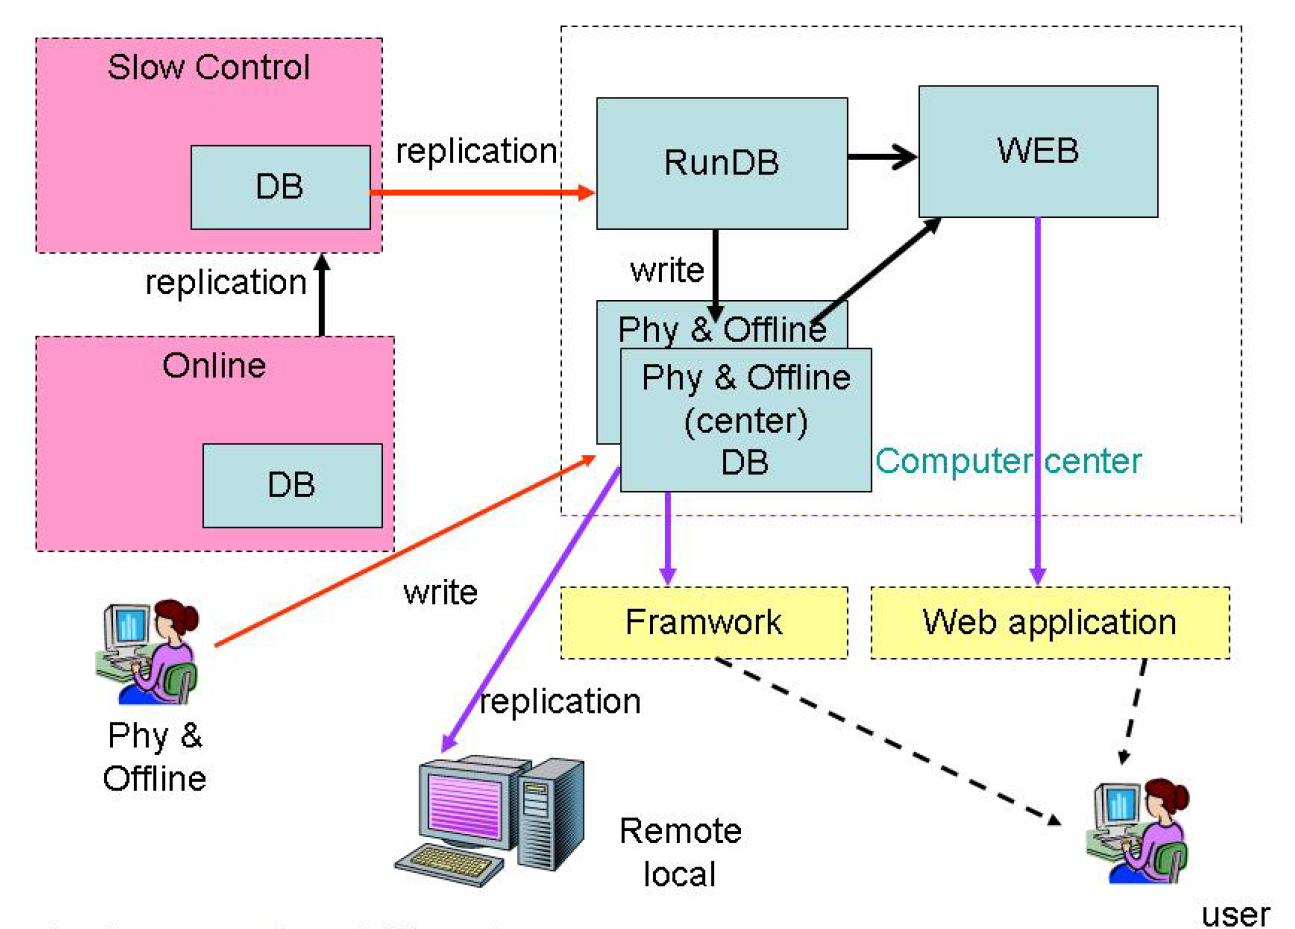 Slow Control
DB
replication
RunDB
WEB
replication
write
Online
DB
Phy & Offline
Phy & Offline
(center)
DB
Computer center
write
Framwork
Web application
Phy &
Offline
replication
Remote
local
user